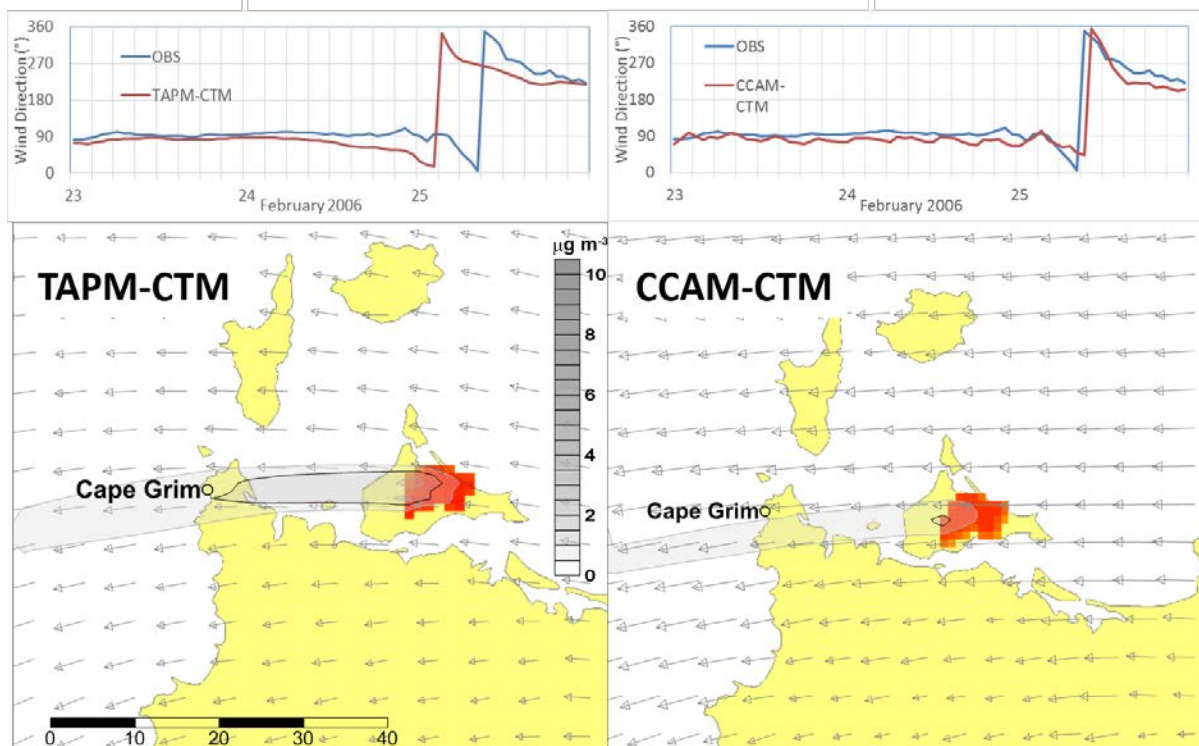 360
270
180
90
0
Wind Direction (°)
OBS
TAPM-CTM
23
24
25
February 2006
360
270
180
90
0
Wind Direction (°)
OBS
CCAM-
CTM
23
24
25
February 2006
TAPM-CTM
µg m⁻³
10
8
6
4
2
0
Cape Grim
0 10 20 30 40
CCAM-CTM
Cape Grim